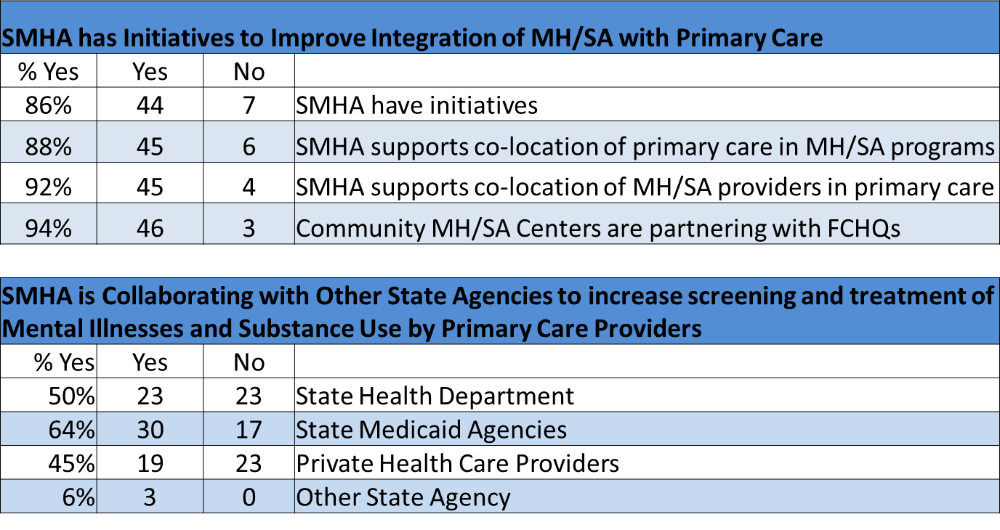 SMHA has Initiatives to Improve Integration of MH/SA with Primary Care
% Yes Yes No
86% 44 7 SMHA have initiatives
88% 45 6 SMHA supports co-location of primary care in MH/SA programs
92% 45 4 SMHA supports co-location of MH/SA providers in primary care
94% 46 3 Community MH/SA Centers are partnering with FCHQs
SMHA is Collaborating with Other State Agencies to increase screening and treatment of
Mental Illnesses and Substance Use by Primary Care Providers
% Yes Yes No
50% 23 23 State Health Department
64% 30 17 State Medicaid Agencies
45% 19 23 Private Health Care Providers
6% 3 0 Other State Agency